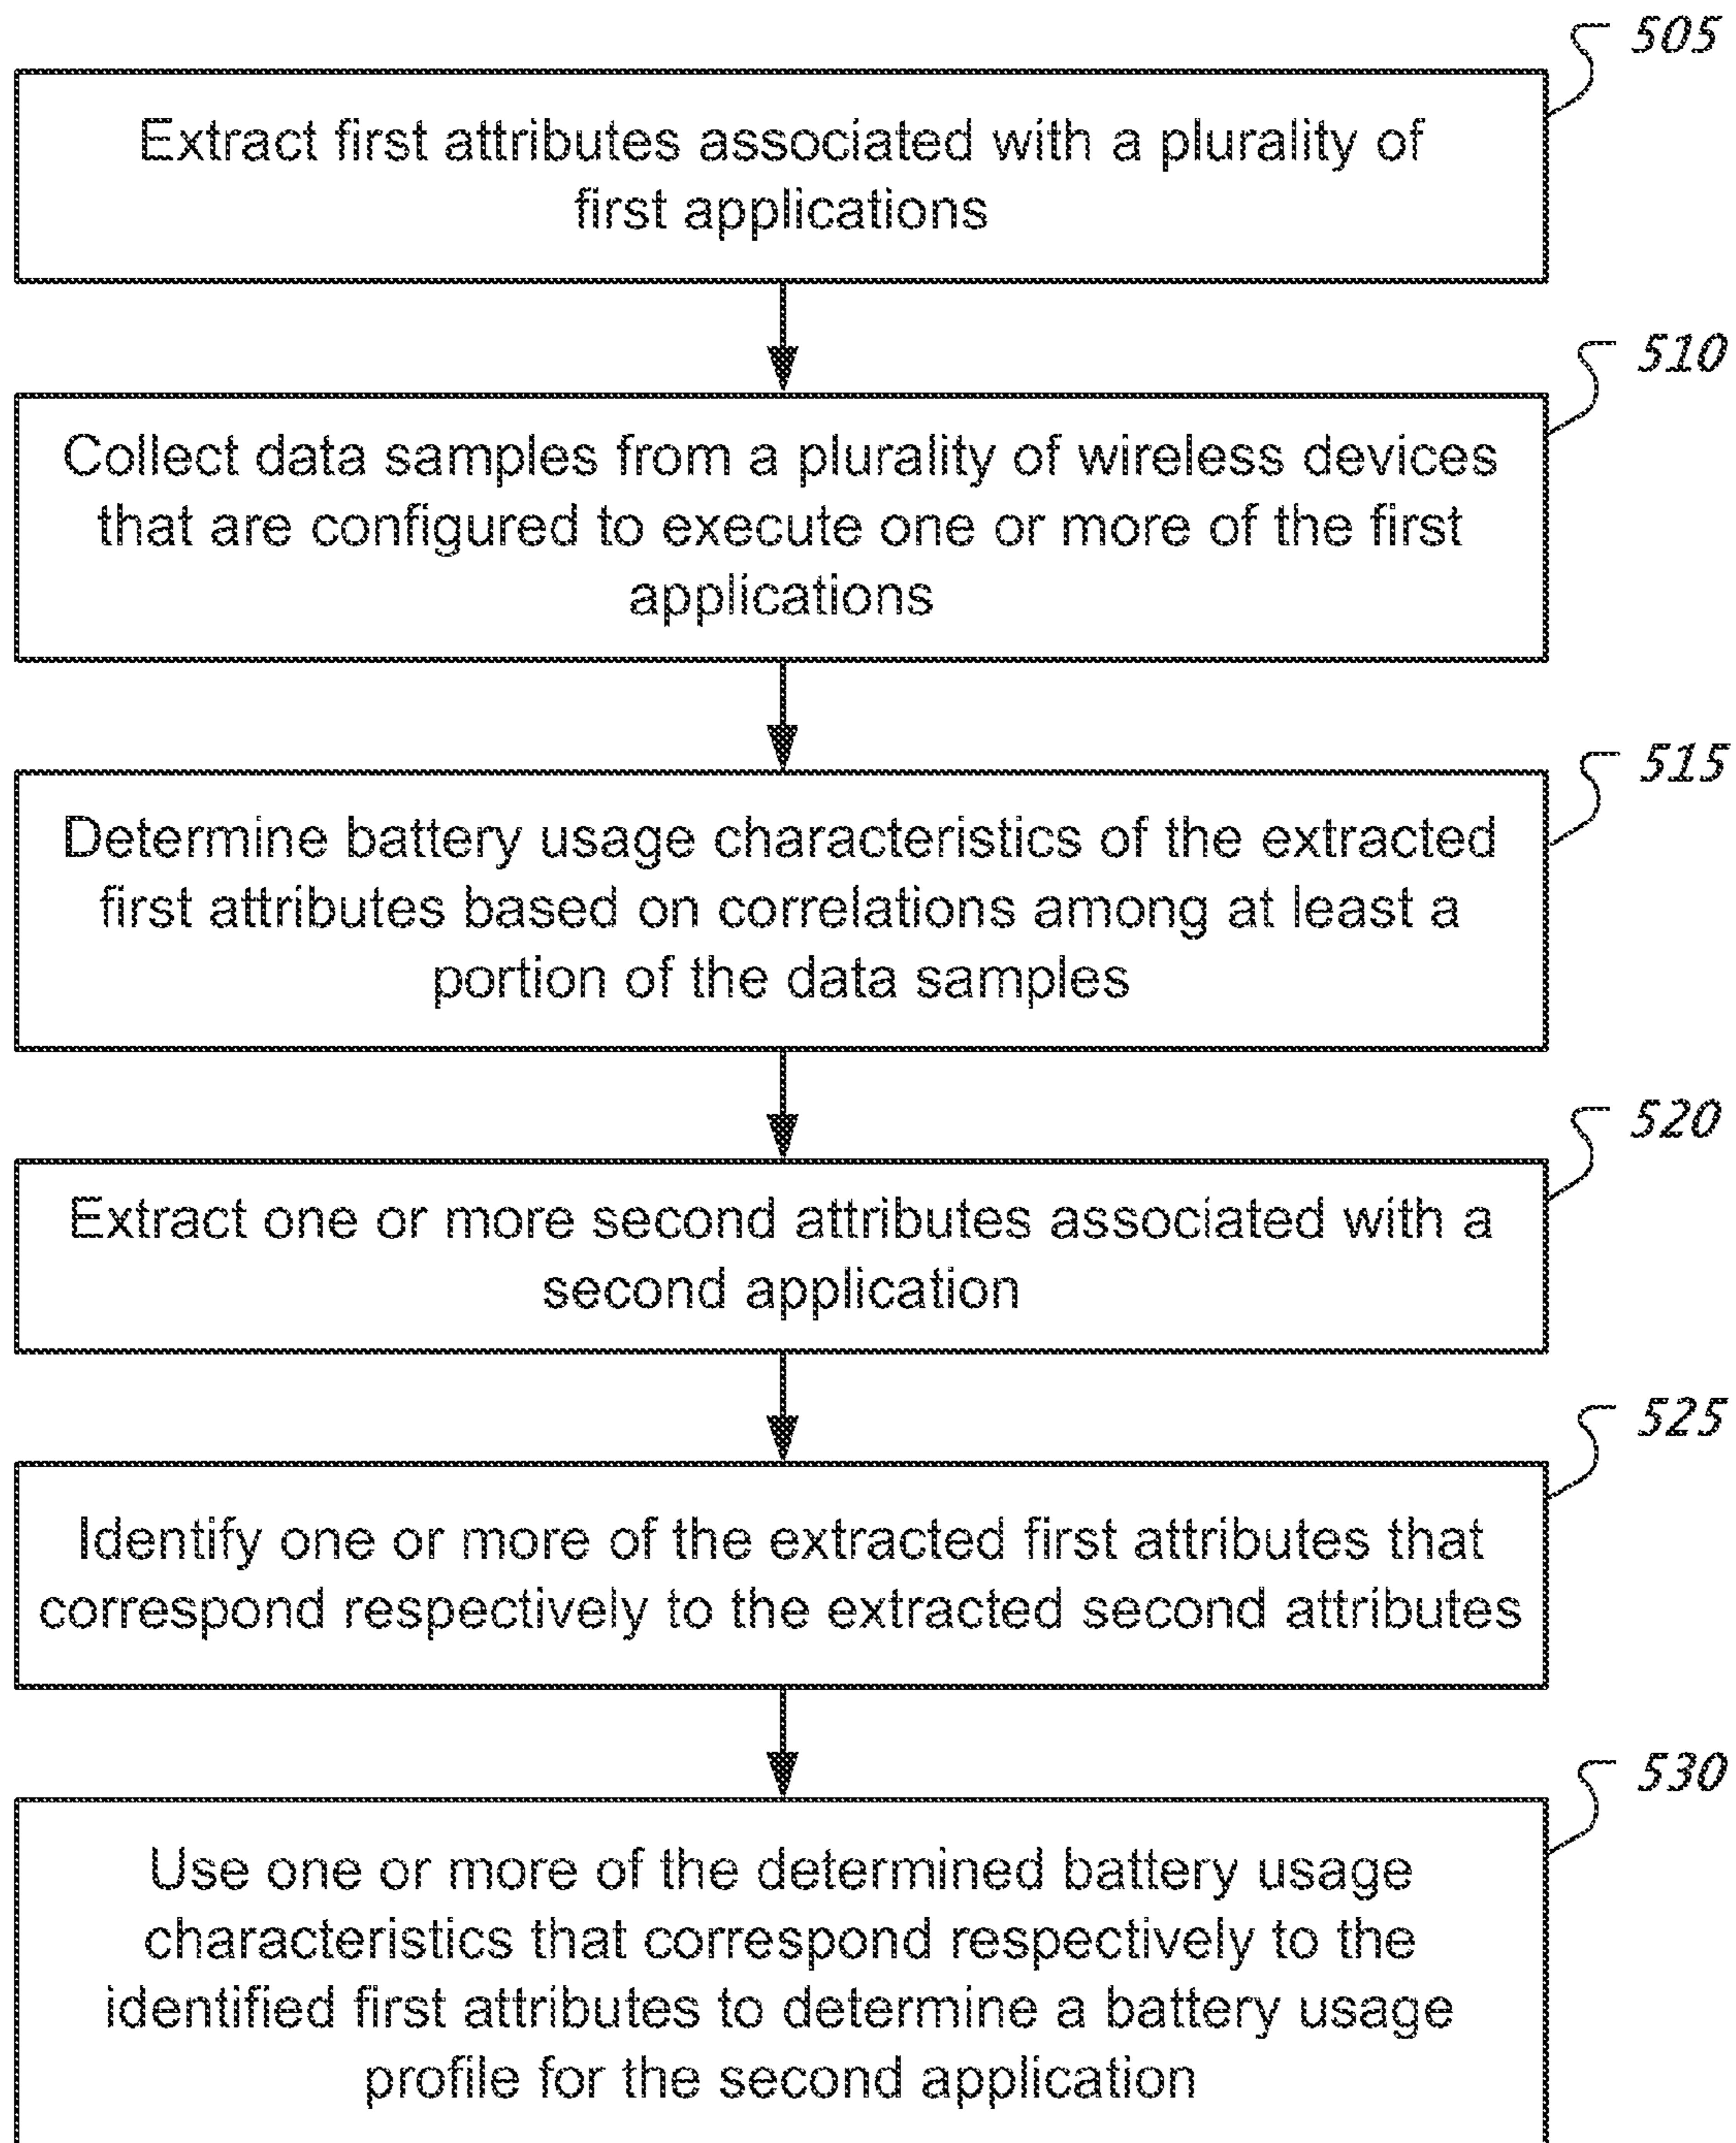 505
Extract first attributes associated with a plurality of
first applications
510
Collect data samples from a plurality of wireless devices
that are configured to execute one or more of the first
applications
515
Determine battery usage characteristics of the extracted
first attributes based on correlations among at least a
portion of the data samples
520
Extract one or more second attributes associated with a
second application
525
Identify one or more of the extracted first attributes that
correspond respectively to the extracted second attributes
530
Use one or more of the determined battery usage
characteristics that correspond respectively to the
identified first attributes to determine a battery usage
profile for the second application